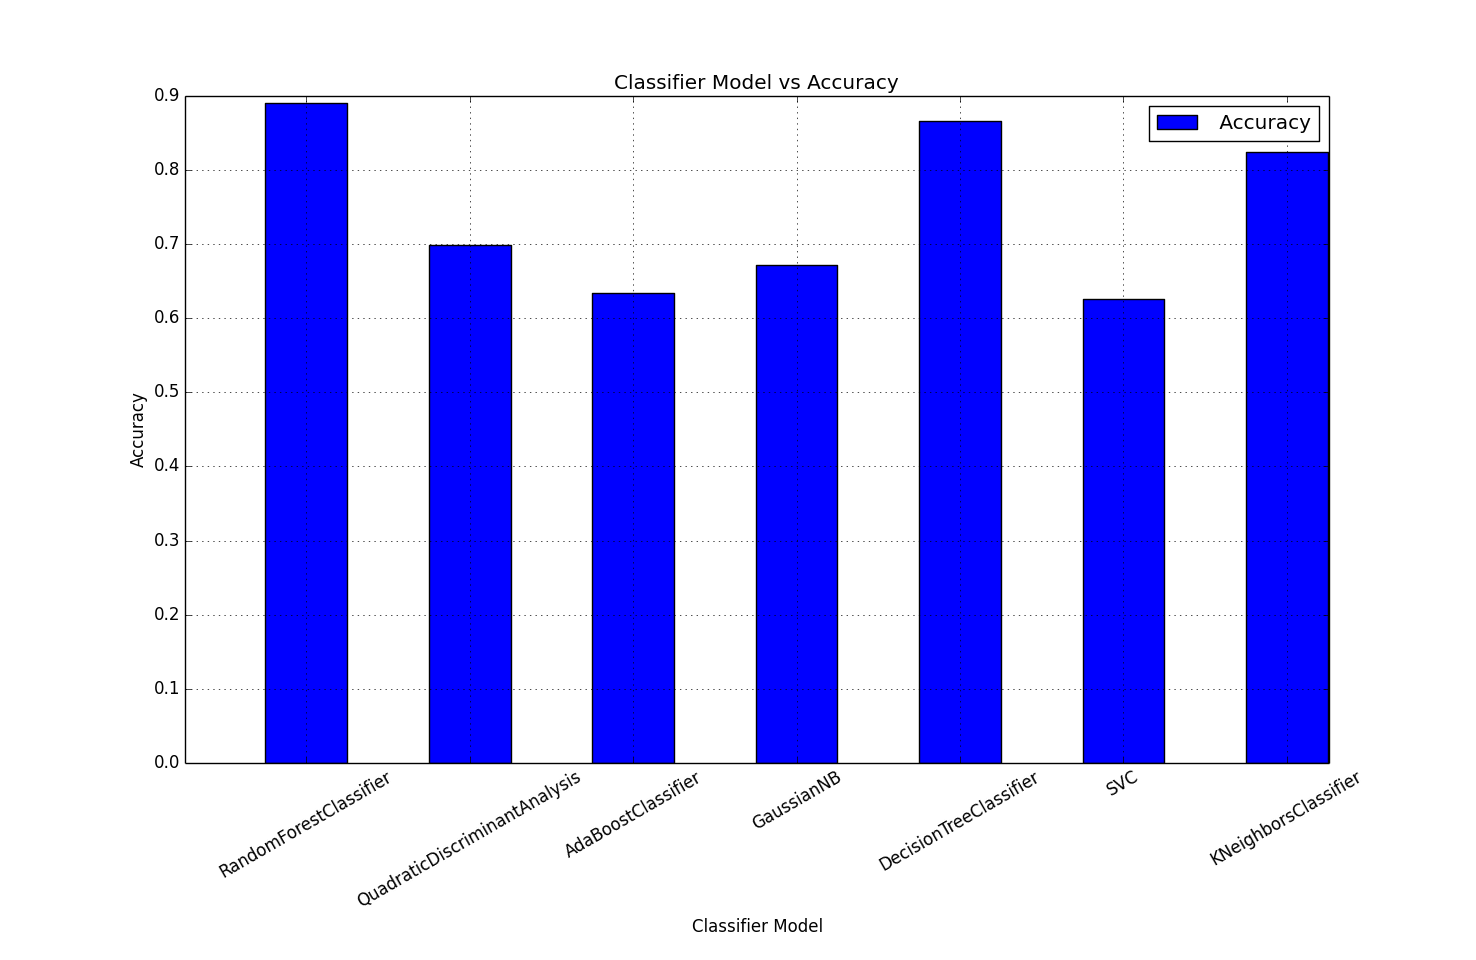 Classifier Model vs Accuracy
Accuracy
0.9
0.8
0.7
0.6
0.5
0.4
0.3
0.2
0.1
0.0
Accuracy
RandomForestClassifier
QuadraticDiscriminantAnalysis
AdaBoostClassifier
GaussianNB
DecisionTreeClassifier
SVC
KNeighborsClassifier
Classifier Model